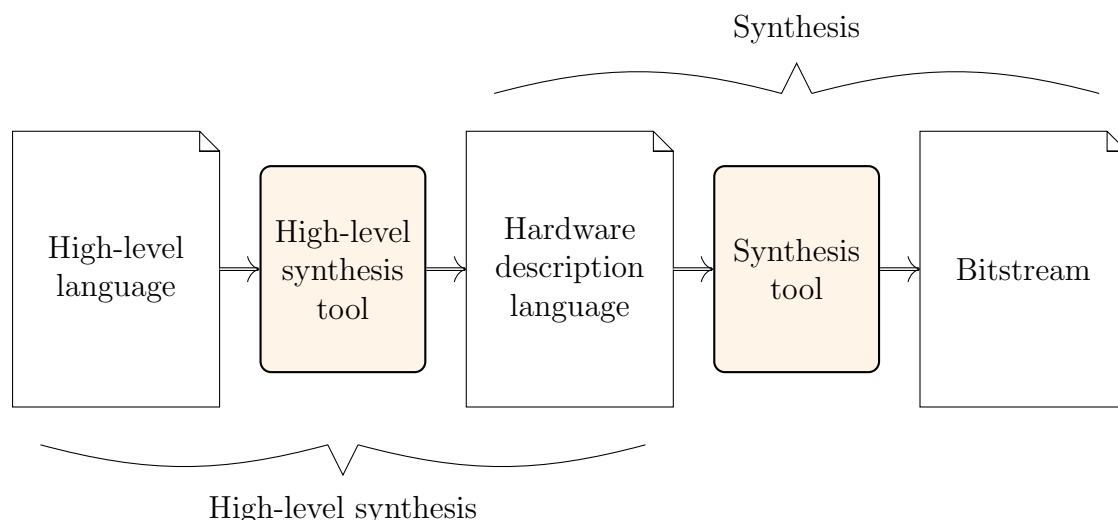 Synthesis
High-level
language
High-level
synthesis
tool
Hardware
description
language
Synthesis
tool
Bitstream
High-level synthesis